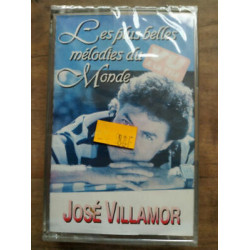 Les plus belles
mélodies du
Monde
JOSÉ VILLAMOR